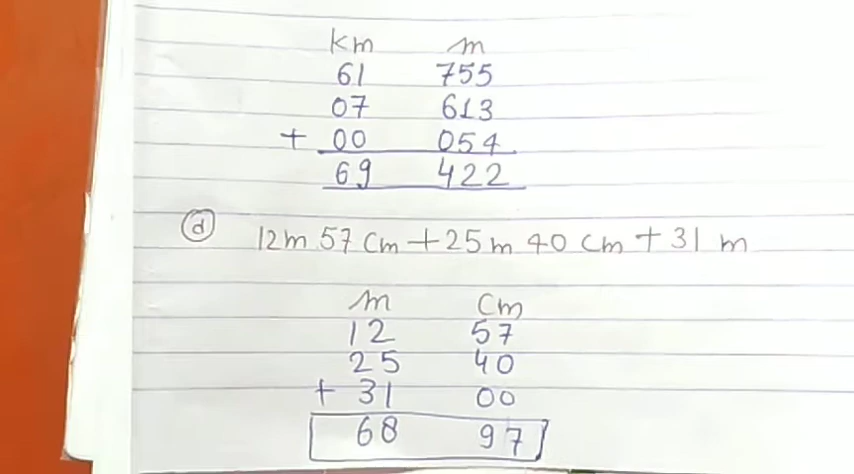 km m
61 755
07 613
+ 00 054
69 422
(d) 12m 57 cm + 25m 40 cm + 31 m
m cm
12 57
25 40
+ 31 00
68 97